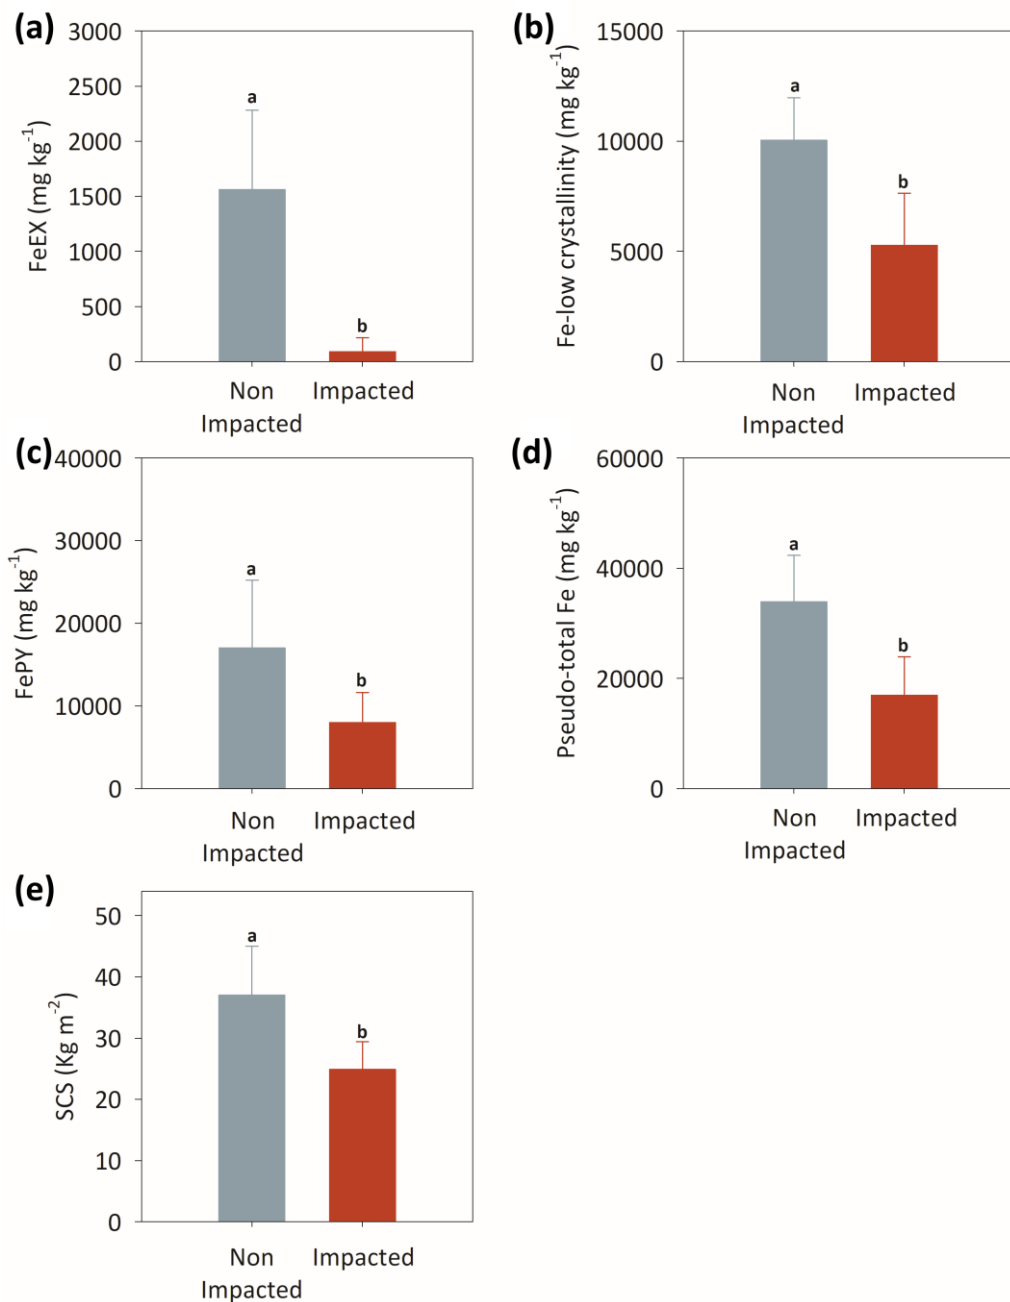 (a)
FeEX (mg kg⁻¹)
3000
2500
2000
1500
1000
500
0
a
b
Non
Impacted
Impacted
(b)
Fe-low crystallinity (mg kg⁻¹)
15000
10000
5000
0
a
b
Non
Impacted
Impacted
(c)
FePY (mg kg⁻¹)
40000
30000
20000
10000
0
a
b
Non
Impacted
Impacted
(d)
Pseudo-total Fe (mg kg⁻¹)
60000
40000
20000
0
a
b
Non
Impacted
Impacted
(e)
SCS (Kg m⁻²)
50
40
30
20
10
0
a
b
Non
Impacted
Impacted